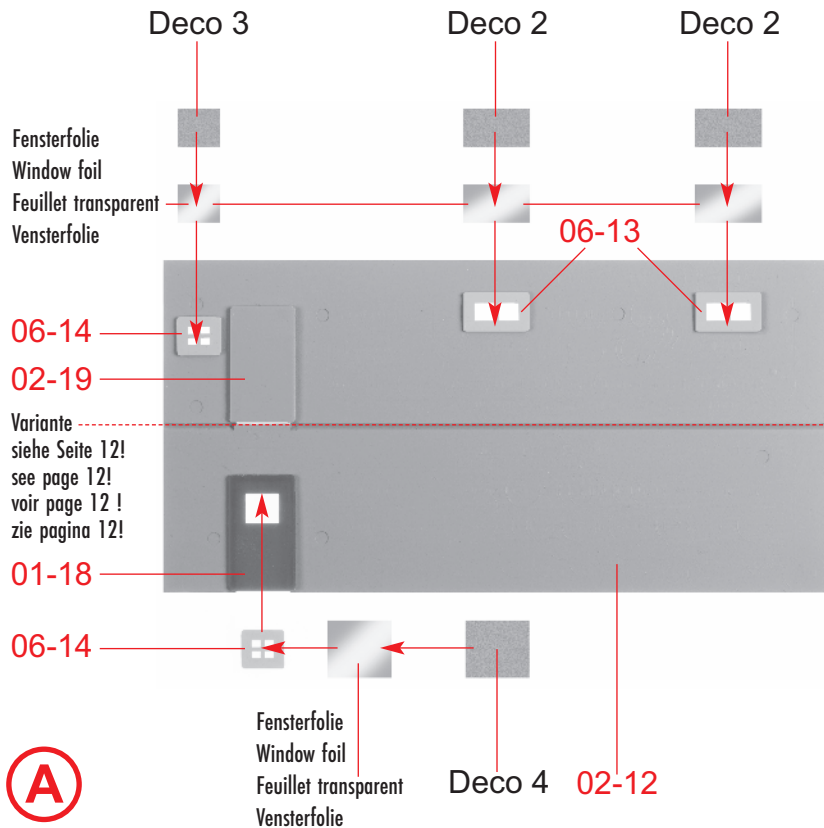 Deco 3
Deco 2
Deco 2
Fensterfolie
Window foil
Feuillet transparent
Vensterfolie
06-13
06-14
02-19
Variante
siehe Seite 12!
see page 12!
voir page 12 !
zie pagina 12!
01-18
06-14
Fensterfolie
Window foil
Feuillet transparent
Vensterfolie
Deco 4
02-12
A